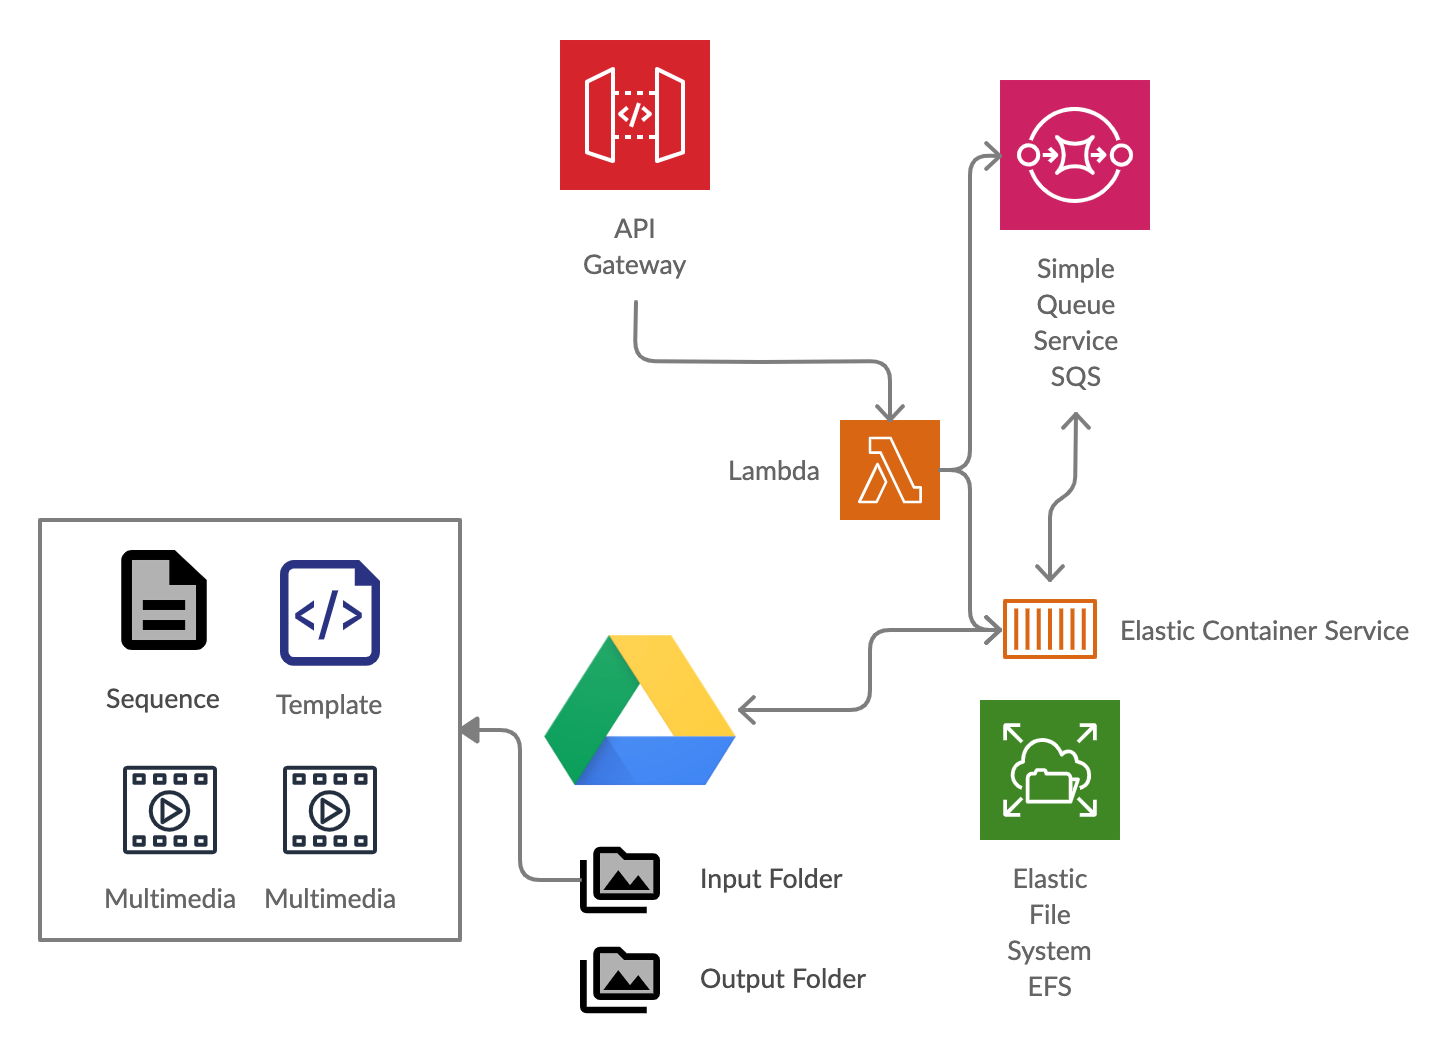 API
Gateway
Simple
Queue
Service
SQS
Lambda
Elastic Container Service
</>
Sequence
Template
Multimedia
Multimedia
Input Folder
Output Folder
Elastic
File
System
EFS